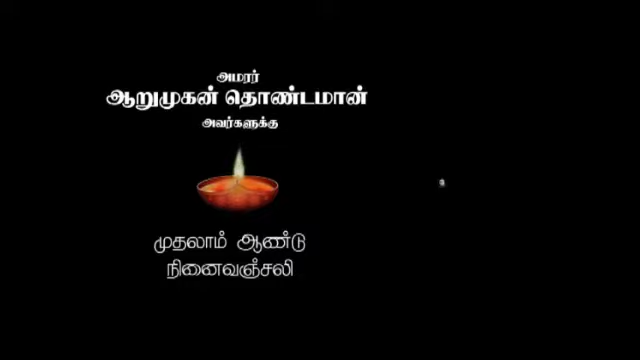 அமரர்
ஆறுமுகன் தொண்டமான்
அவர்களுக்கு
முதலாம் ஆண்டு
நினைவஞ்சலி